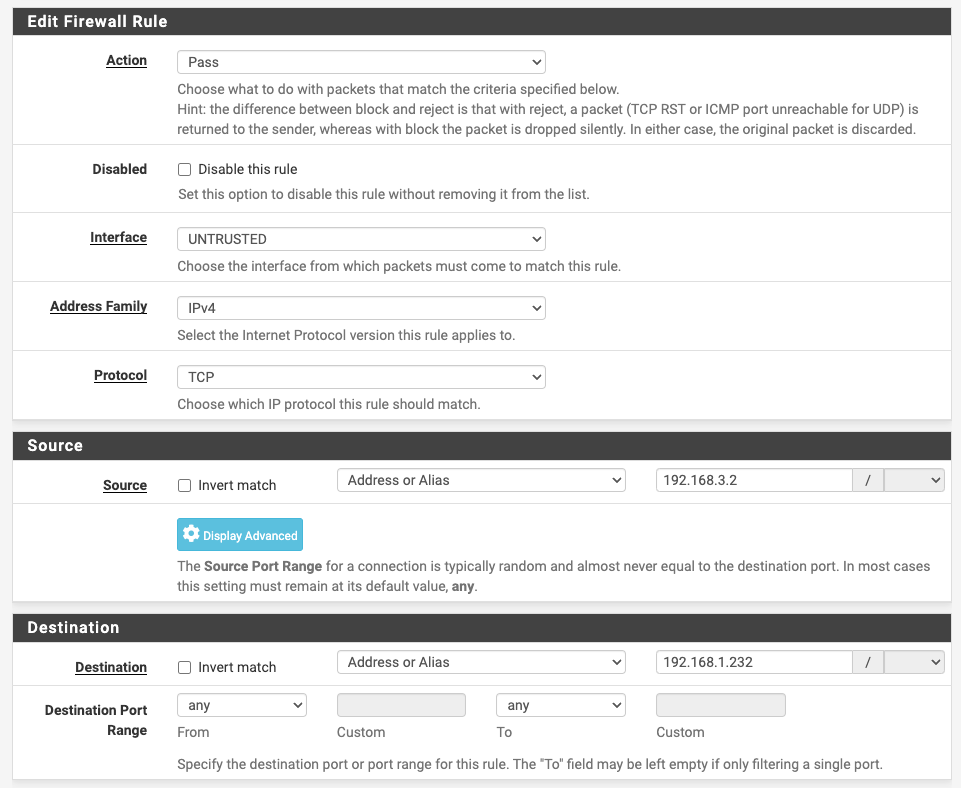 Edit Firewall Rule
Action
Pass
Choose what to do with packets that match the criteria specified below.
Hint: the difference between block and reject is that with reject, a packet (TCP RST or ICMP port unreachable for UDP) is
returned to the sender, whereas with block the packet is dropped silently. In either case, the original packet is discarded.
Disabled
Disable this rule
Set this option to disable this rule without removing it from the list.
Interface
UNTRUSTED
Choose the interface from which packets must come to match this rule.
Address Family
IPv4
Select the Internet Protocol version this rule applies to.
Protocol
TCP
Choose which IP protocol this rule should match.
Source
Source
Invert match
Address or Alias
192.168.3.2
/
Display Advanced
The Source Port Range for a connection is typically random and almost never equal to the destination port. In most cases
this setting must remain at its default value, any.
Destination
Destination
Invert match
Address or Alias
192.168.1.232
/
Destination Port
Range
any
any
From
Custom
To
Custom
Specify the destination port or port range for this rule. The "To" field may be left empty if only filtering a single port.